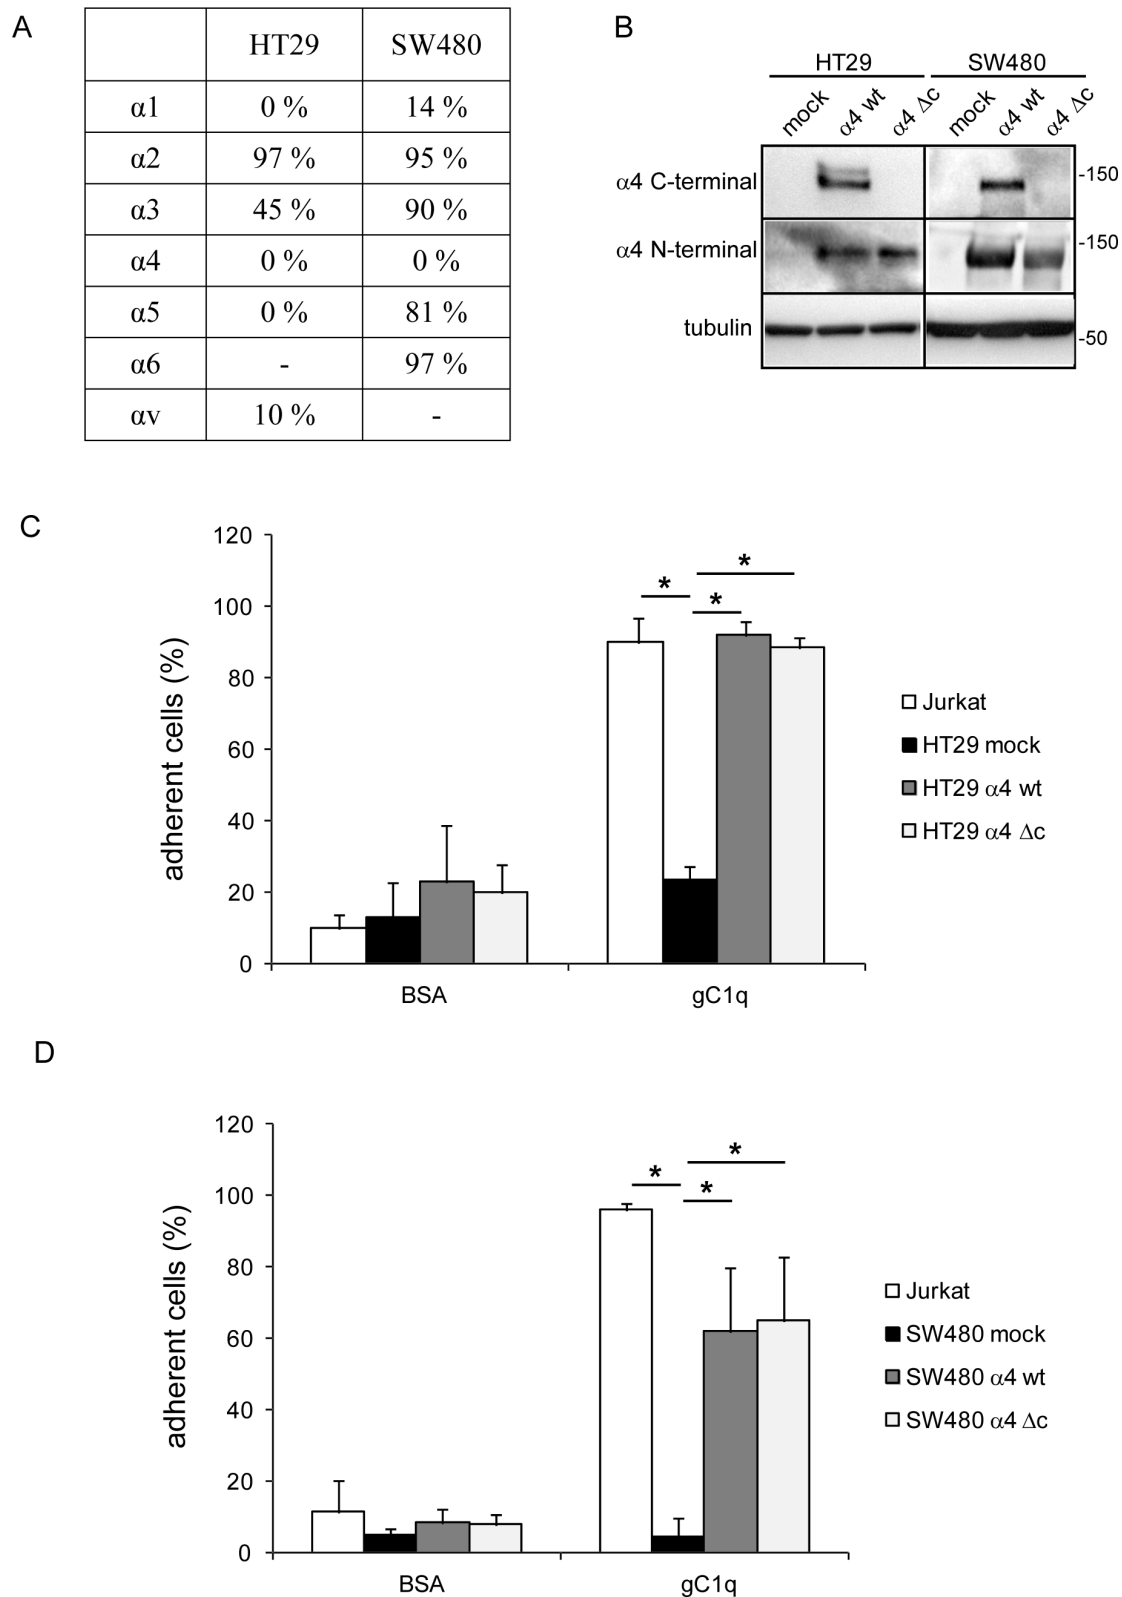 A
HT29 SW480
α1 0 % 14 %
α2 97 % 95 %
α3 45 % 90 %
α4 0 % 0 %
α5 0 % 81 %
α6 - 97 %
αv 10 % -
B
HT29 SW480
mock α4 wt α4 Δc mock α4 wt α4 Δc
α4 C-terminal -150
α4 N-terminal -150
tubulin -50
C
120
100
80
60
40
20
0
adherent cells (%)
* * *
BSA gC1q
Jurkat
HT29 mock
HT29 α4 wt
HT29 α4 Δc
D
120
100
80
60
40
20
0
adherent cells (%)
* * *
BSA gC1q
Jurkat
SW480 mock
SW480 α4 wt
SW480 α4 Δc